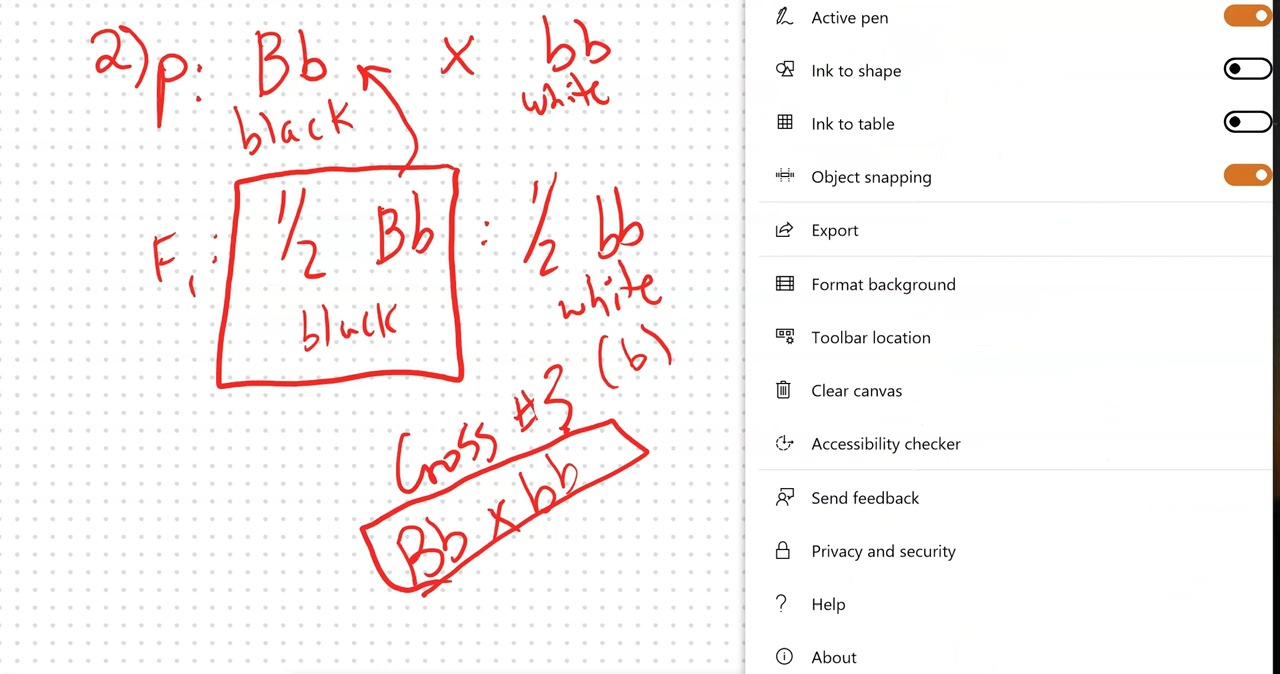 2) p: Bb x bb
black white
F1: 1/2 Bb : 1/2 bb
black white
(b)
Cross #3
Bb x bb
Active pen
Ink to shape
Ink to table
Object snapping
Export
Format background
Toolbar location
Clear canvas
Accessibility checker
Send feedback
Privacy and security
Help
About